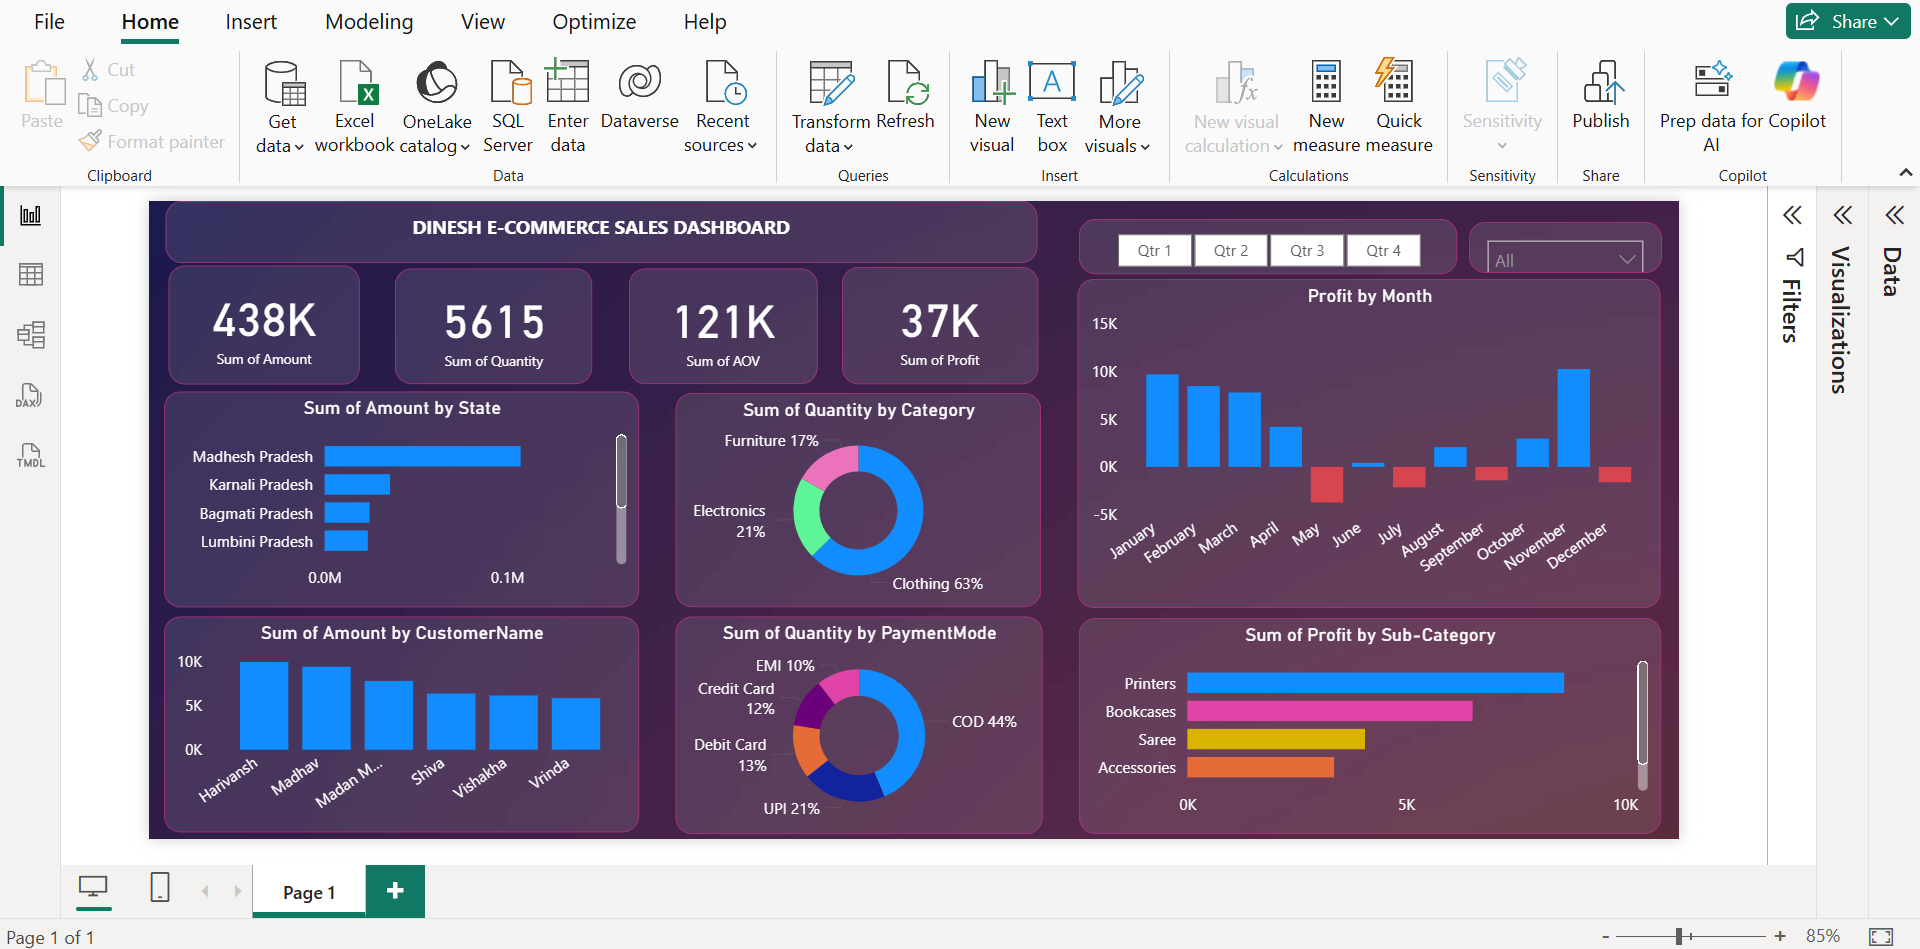 File Home Insert Modeling View Optimize Help
Share
Paste
Cut
Copy
Format painter
Clipboard
Get
data
Excel
workbook
OneLake
catalog
SQL
Server
Enter
data
Dataverse
Recent
sources
Data
Transform
data
Refresh
Queries
New
visual
A
Text
box
More
visuals
Insert
New visual
calculation
New
measure
Quick
measure
Calculations
Sensitivity
Sensitivity
Publish
Share
Prep data for
AI
Copilot
Copilot
DAX
TMDL
DINESH E-COMMERCE SALES DASHBOARD
Qtr 1 Qtr 2 Qtr 3 Qtr 4
All
438K
Sum of Amount
5615
Sum of Quantity
121K
Sum of AOV
37K
Sum of Profit
Sum of Amount by State
Madhesh Pradesh
Karnali Pradesh
Bagmati Pradesh
Lumbini Pradesh
0.0M 0.1M
Sum of Quantity by Category
Furniture 17%
Electronics
21%
Clothing 63%
Profit by Month
15K
10K
5K
0K
-5K
January February March April May June July August September October November December
Sum of Amount by CustomerName
10K
5K
0K
Harivansh Madhav Madan M... Shiva Vishakha Vrinda
Sum of Quantity by PaymentMode
EMI 10%
Credit Card
12%
Debit Card
13%
UPI 21%
COD 44%
Sum of Profit by Sub-Category
Printers
Bookcases
Saree
Accessories
0K 5K 10K
Filters
Visualizations
Data
Page 1
+
Page 1 of 1
- + 85%